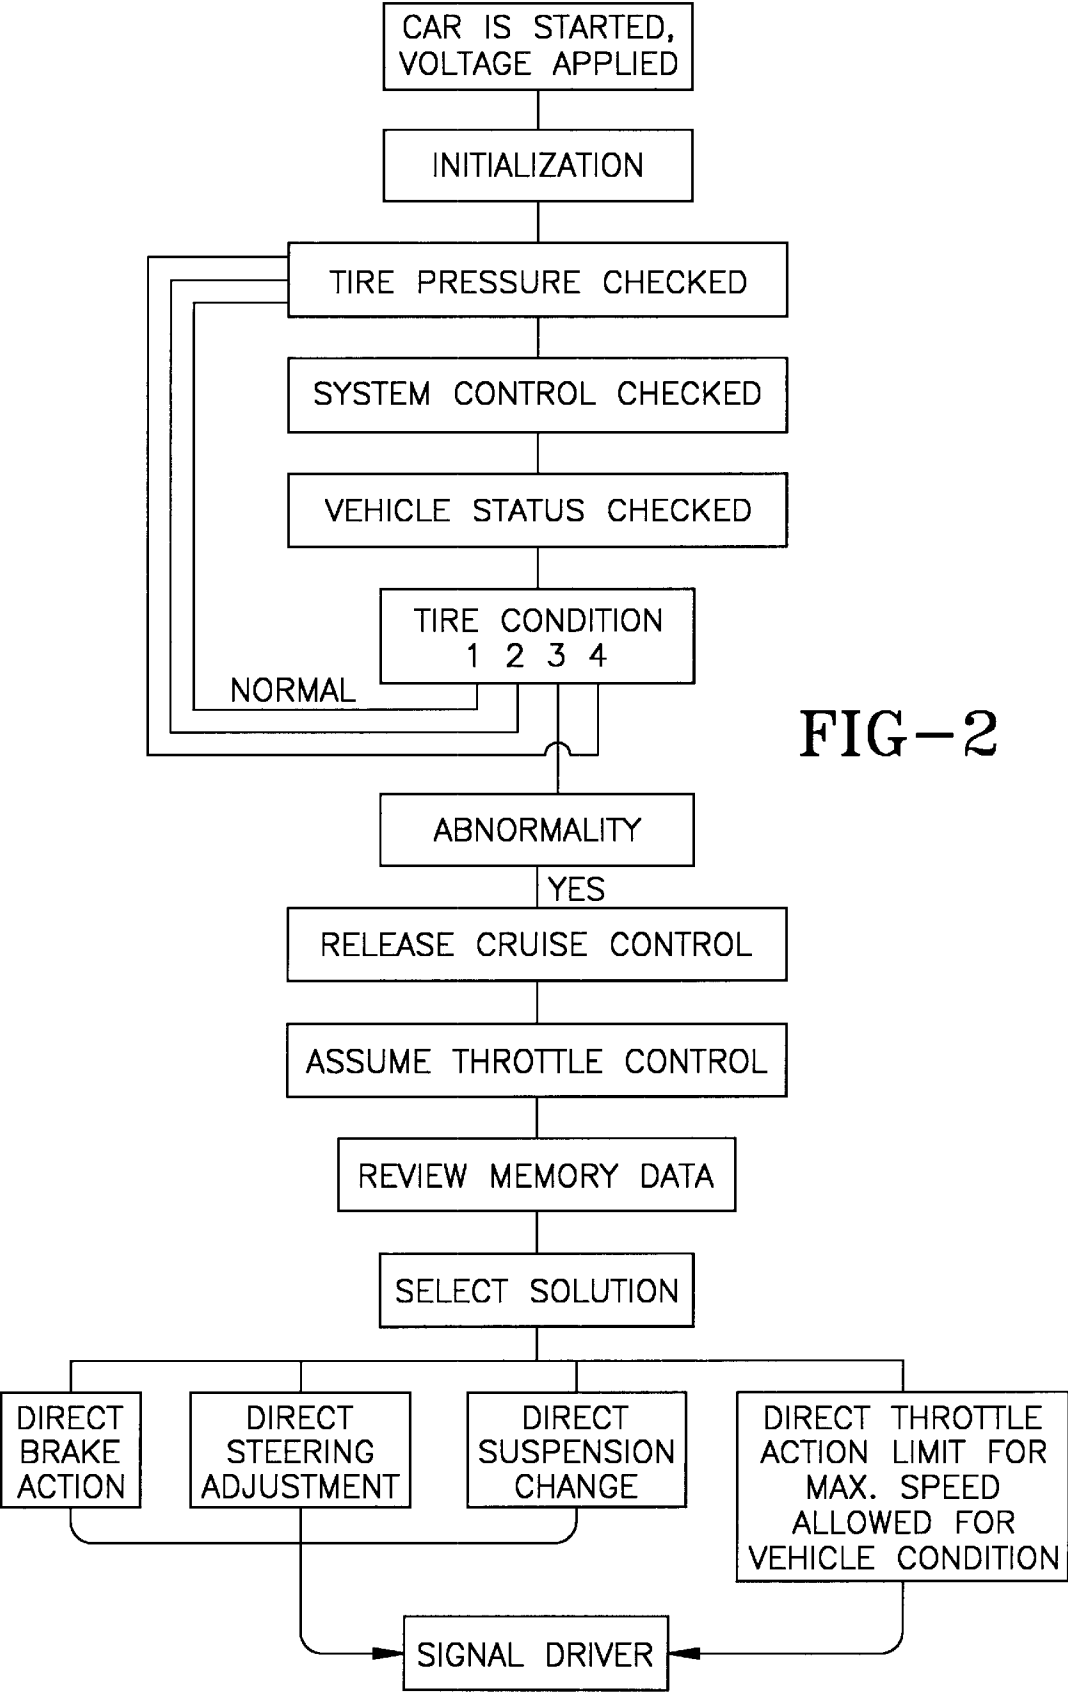 CAR IS STARTED,
VOLTAGE APPLIED
INITIALIZATION
TIRE PRESSURE CHECKED
SYSTEM CONTROL CHECKED
VEHICLE STATUS CHECKED
TIRE CONDITION
1 2 3 4
NORMAL
FIG-2
ABNORMALITY
YES
RELEASE CRUISE CONTROL
ASSUME THROTTLE CONTROL
REVIEW MEMORY DATA
SELECT SOLUTION
DIRECT
BRAKE
ACTION
DIRECT
STEERING
ADJUSTMENT
DIRECT
SUSPENSION
CHANGE
DIRECT THROTTLE
ACTION LIMIT FOR
MAX. SPEED
ALLOWED FOR
VEHICLE CONDITION
SIGNAL DRIVER